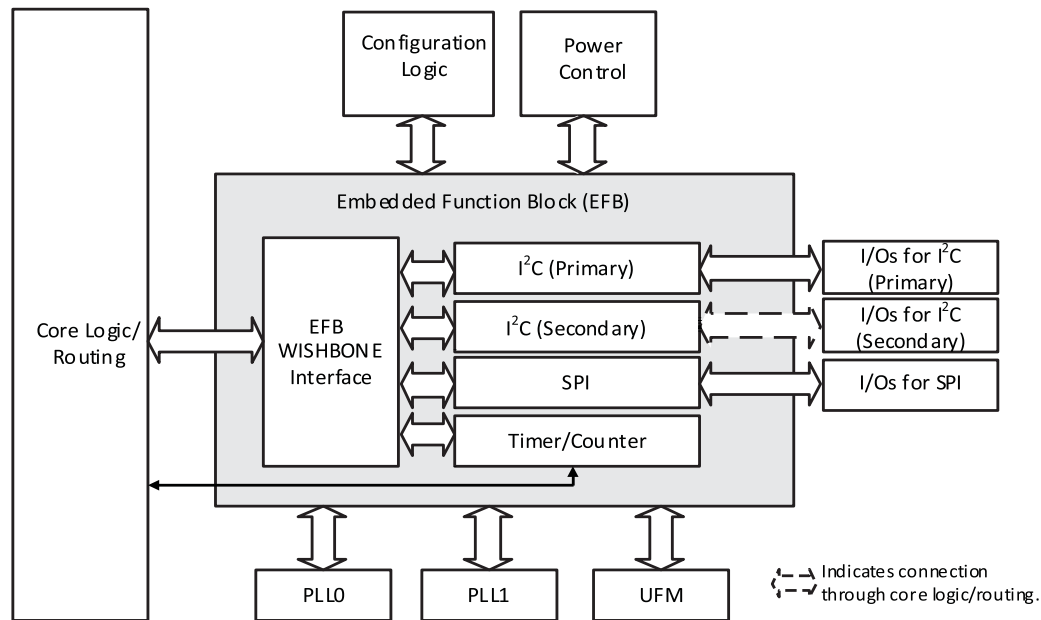 Configuration
Logic
Power
Control
Embedded Function Block (EFB)
Core Logic/
Routing
EFB
WISHBONE
Interface
I²C (Primary)
I²C (Secondary)
SPI
Timer/Counter
I/Os for I²C
(Primary)
I/Os for I²C
(Secondary)
I/Os for SPI
PLL0
PLL1
UFM
Indicates connection
through core logic/routing.